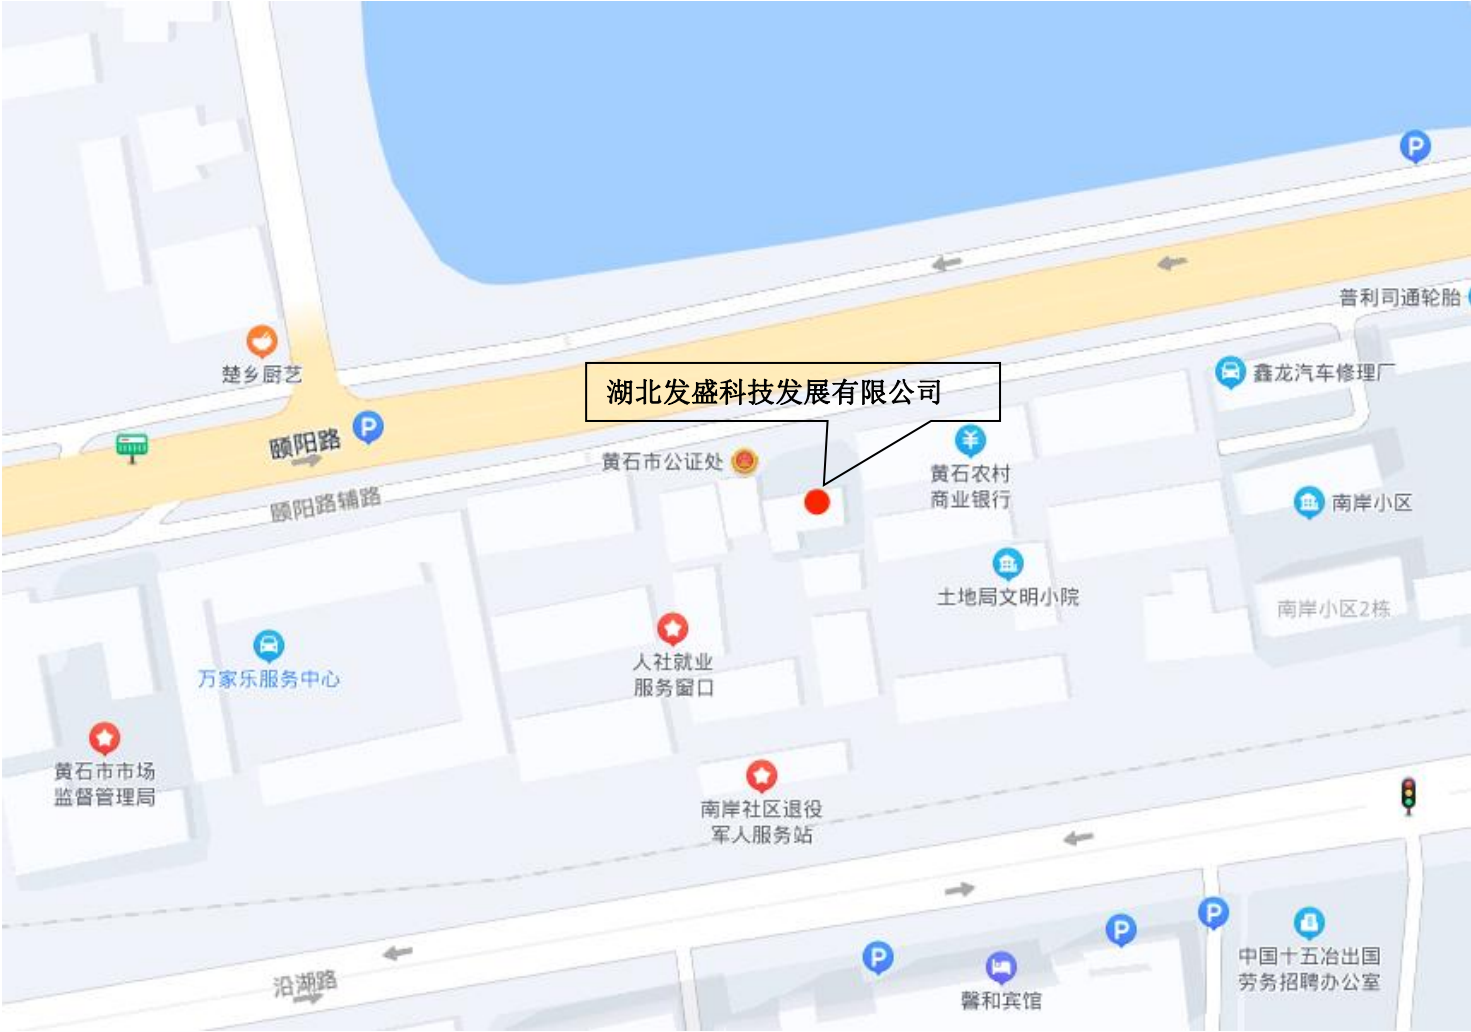 P
普利司通轮胎
楚乡厨艺
鑫龙汽车修理厂
湖北发盛科技发展有限公司
颐阳路
P
黄石市公证处
黄石农村
商业银行
颐阳路辅路
南岸小区
土地局文明小院
南岸小区2栋
人社就业
服务窗口
万家乐服务中心
黄石市市场
监督管理局
南岸社区退役
军人服务站
P
P
P
中国十五冶出国
劳务招聘办公室
沿湖路
馨和宾馆